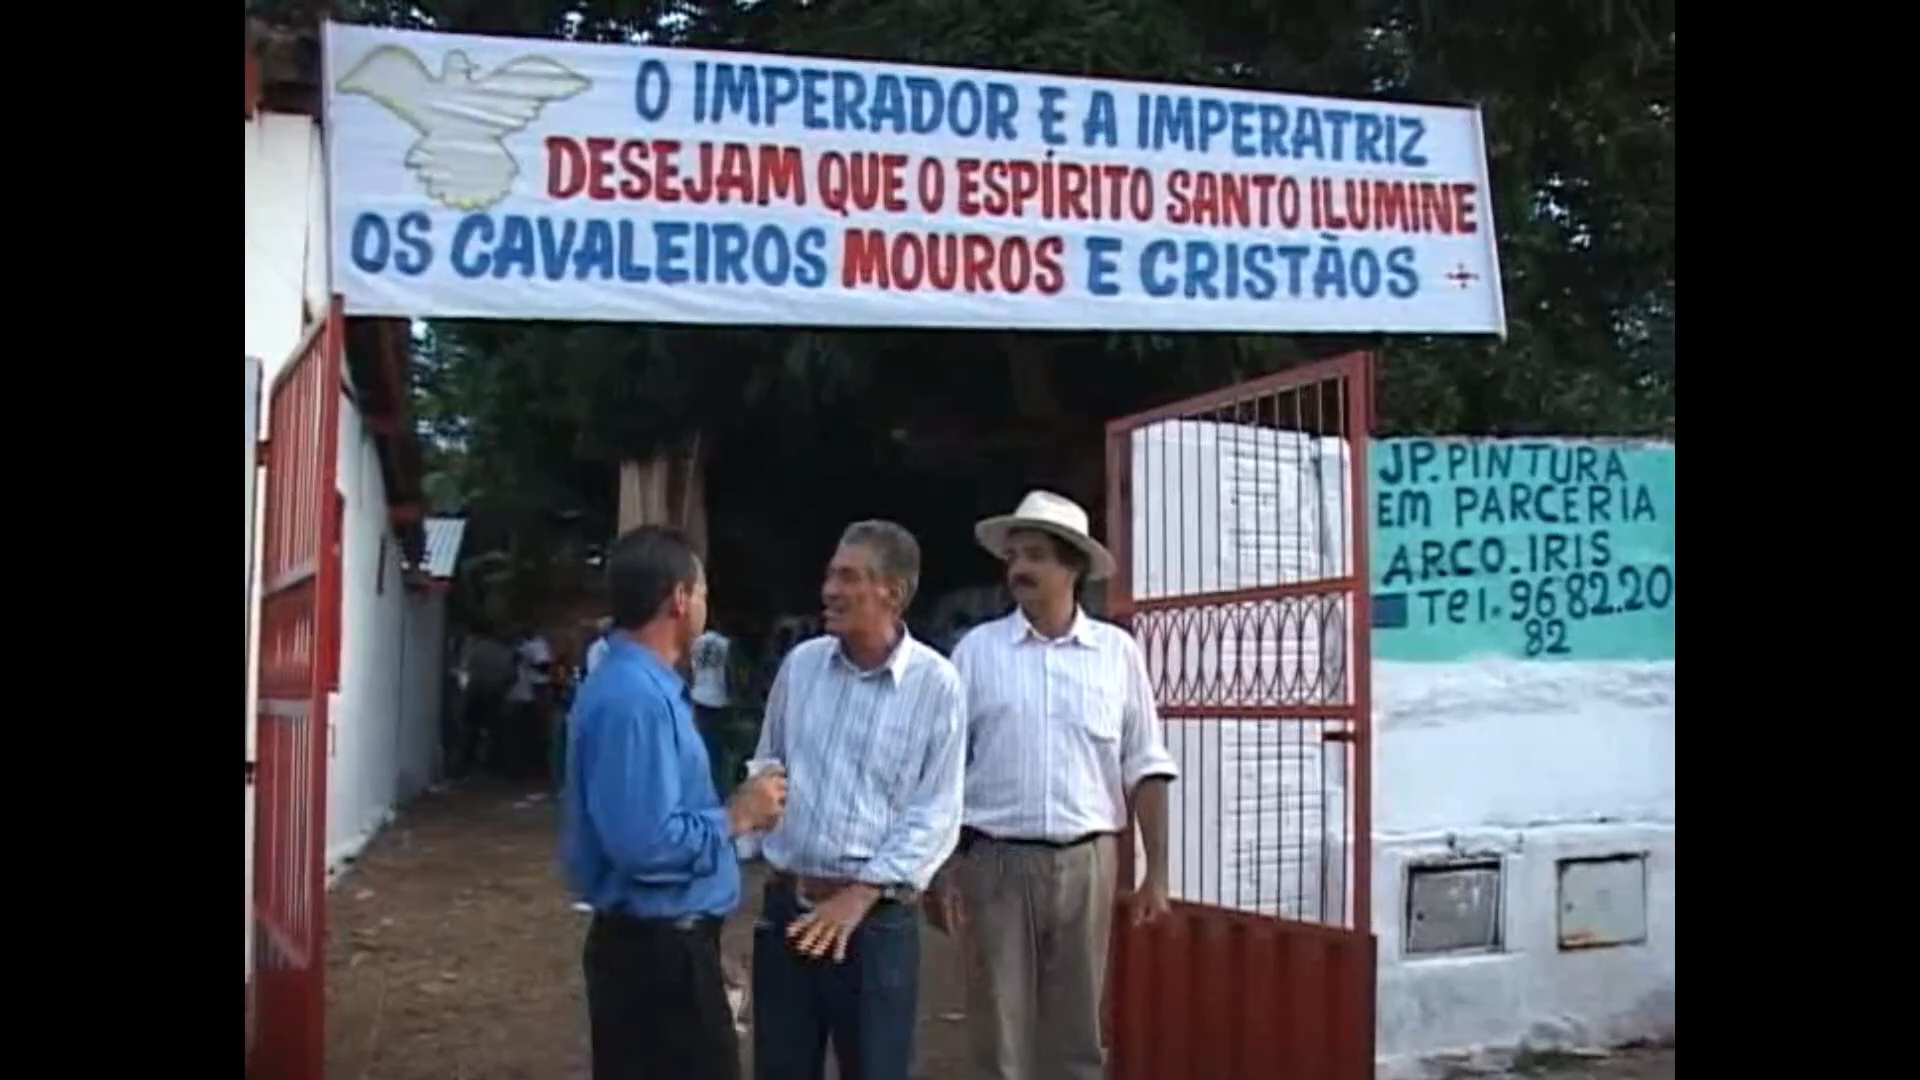 O IMPERADOR E A IMPERATRIZ
DESEJAM QUE O ESPÍRITO SANTO ILUMINE
OS CAVALEIROS MOUROS E CRISTÃOS
JP. PINTURA
EM PARCERIA
ARCO-IRIS
Tel. 9682.20
82